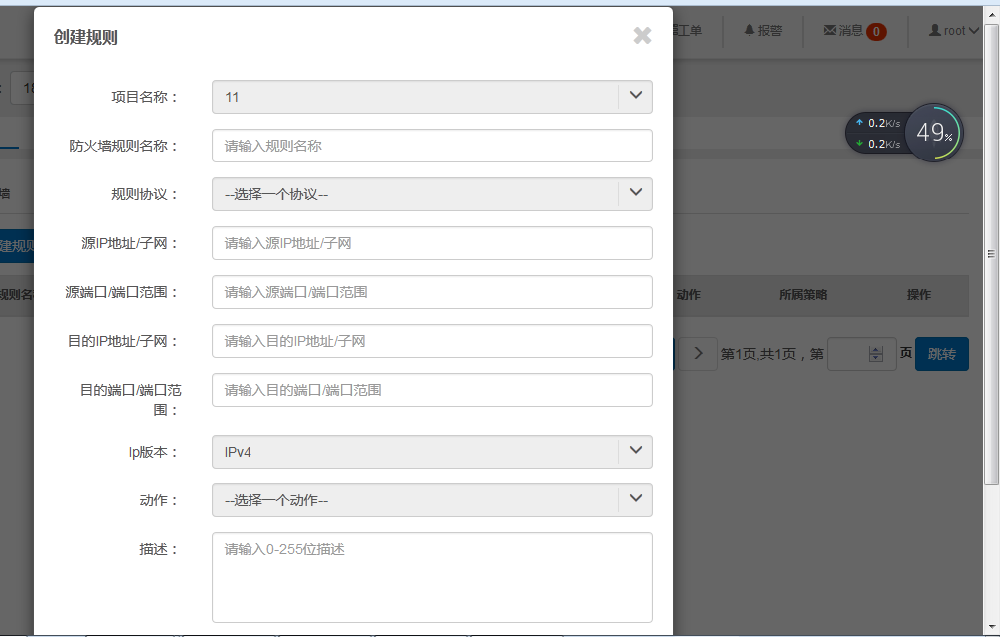 创建规则
工单
报警
消息
0
root
项目名称：
11
49%
0.2K/s
0.2K/s
防火墙规则名称：
请输入规则名称
规则协议：
--选择一个协议--
墙
源IP地址/子网：
请输入源IP地址/子网
建规则
源端口/端口范围：
请输入源端口/端口范围
规则名
动作
所属策略
操作
目的IP地址/子网：
请输入目的IP地址/子网
第1页,共1页，第
页
跳转
目的端口/端口范
围：
请输入目的端口/端口范围
Ip版本：
IPv4
动作：
--选择一个动作--
描述：
请输入0-255位描述